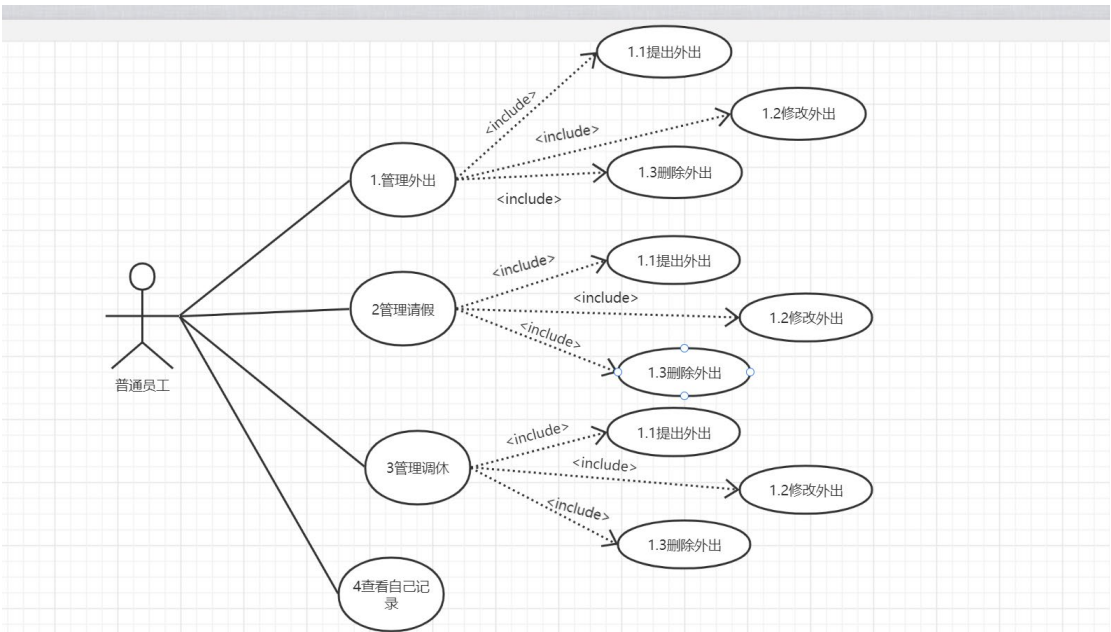 1.1提出外出
<include>
1.2修改外出
<include>
1.管理外出
1.3删除外出
<include>
1.1提出外出
<include>
2管理请假
<include>
1.2修改外出
<include>
1.3删除外出
普通员工
1.1提出外出
<include>
3管理调休
<include>
1.2修改外出
<include>
1.3删除外出
4查看自己记
录